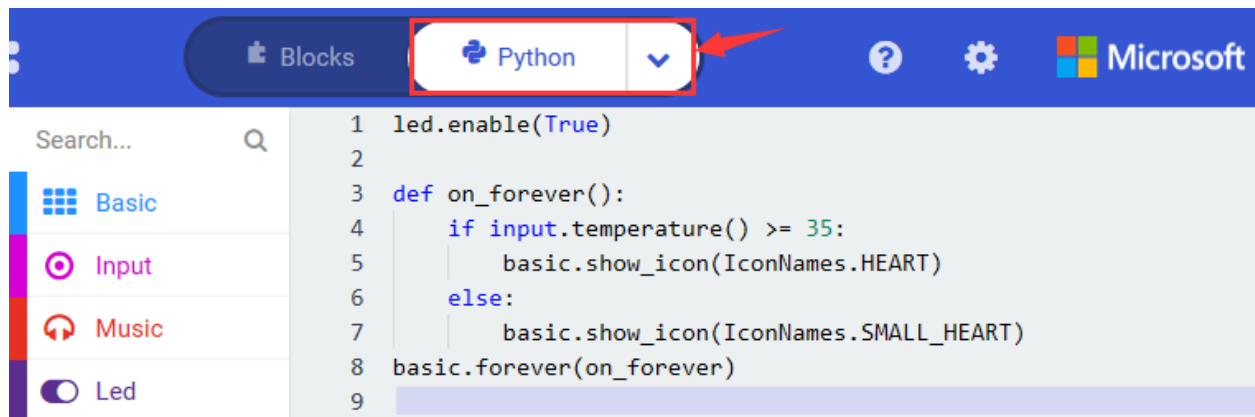 Blocks
Python
Microsoft
Search...
Basic
Input
Music
Led
1 led.enable(True)
2
3 def on_forever():
4     if input.temperature() >= 35:
5         basic.show_icon(IconNames.HEART)
6     else:
7         basic.show_icon(IconNames.SMALL_HEART)
8 basic.forever(on_forever)
9